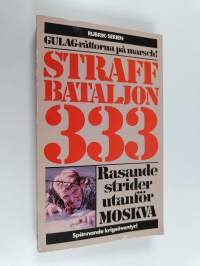 RUBRIK-SERIEN
GULAG-råttorna på marsch!
STRAFF
BATALJON
333
Rasande
strider
utanför
MOSKVA
Spännande krigsäventyr!